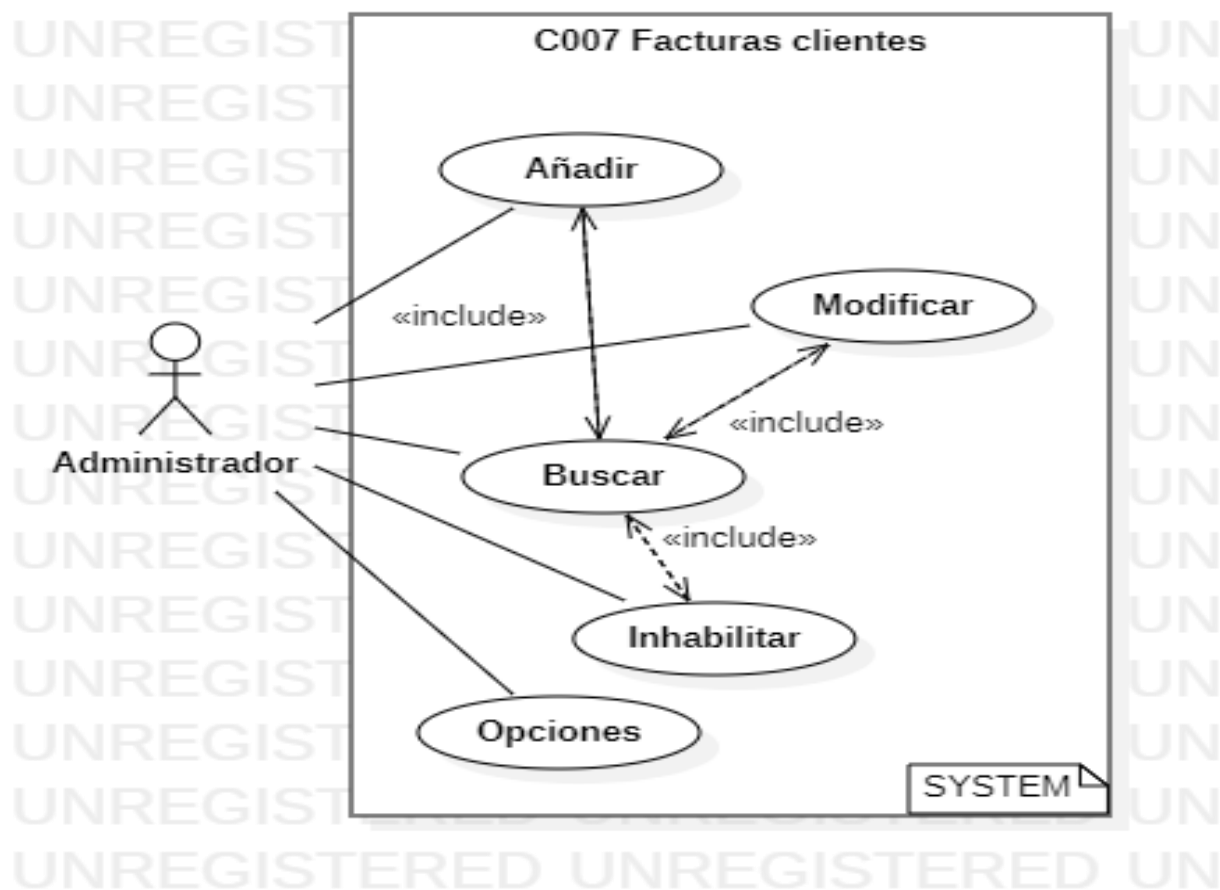 C007 Facturas clientes
Añadir
«include»
Modificar
«include»
Administrador
Buscar
«include»
Inhabilitar
Opciones
SYSTEM
UNREGISTERED UNREGISTERED UN